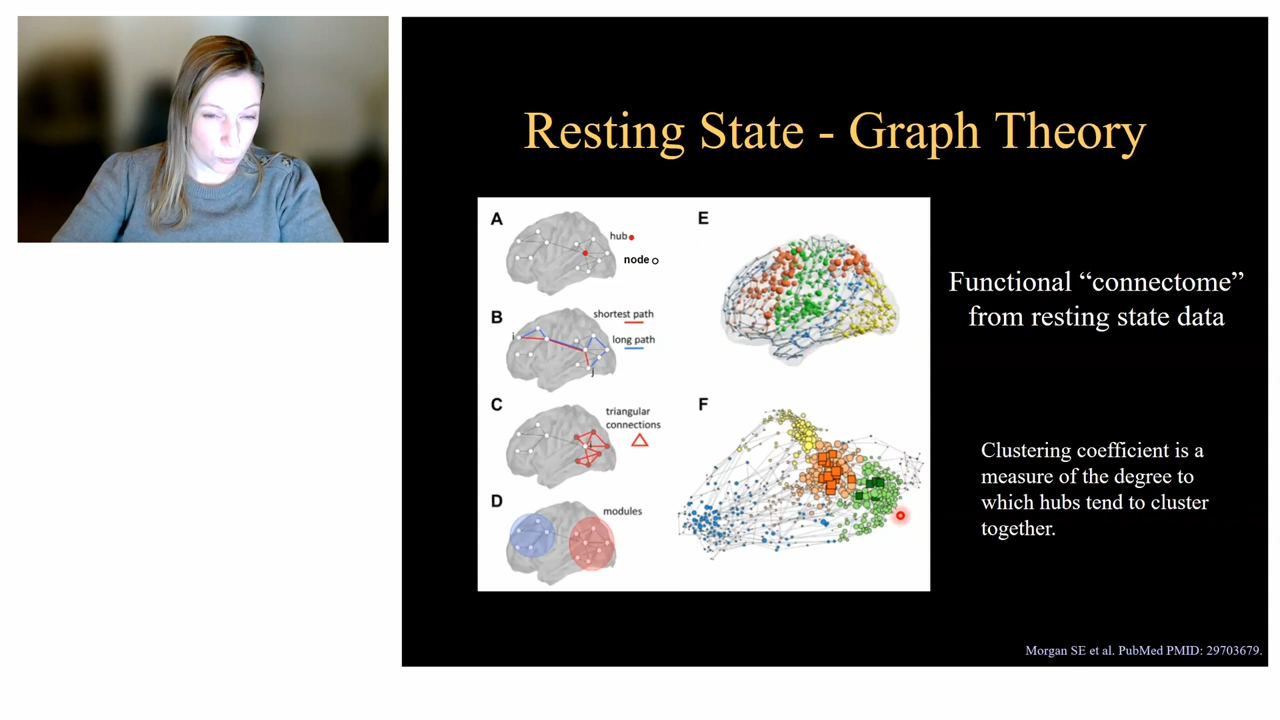 Resting State - Graph Theory
A
hub
node
B
shortest path
i
long path
j
C
triangular
connections
i
D
modules
E
F
Functional “connectome”
from resting state data
Clustering coefficient is a
measure of the degree to
which hubs tend to cluster
together.
Morgan SE et al. PubMed PMID: 29703679.